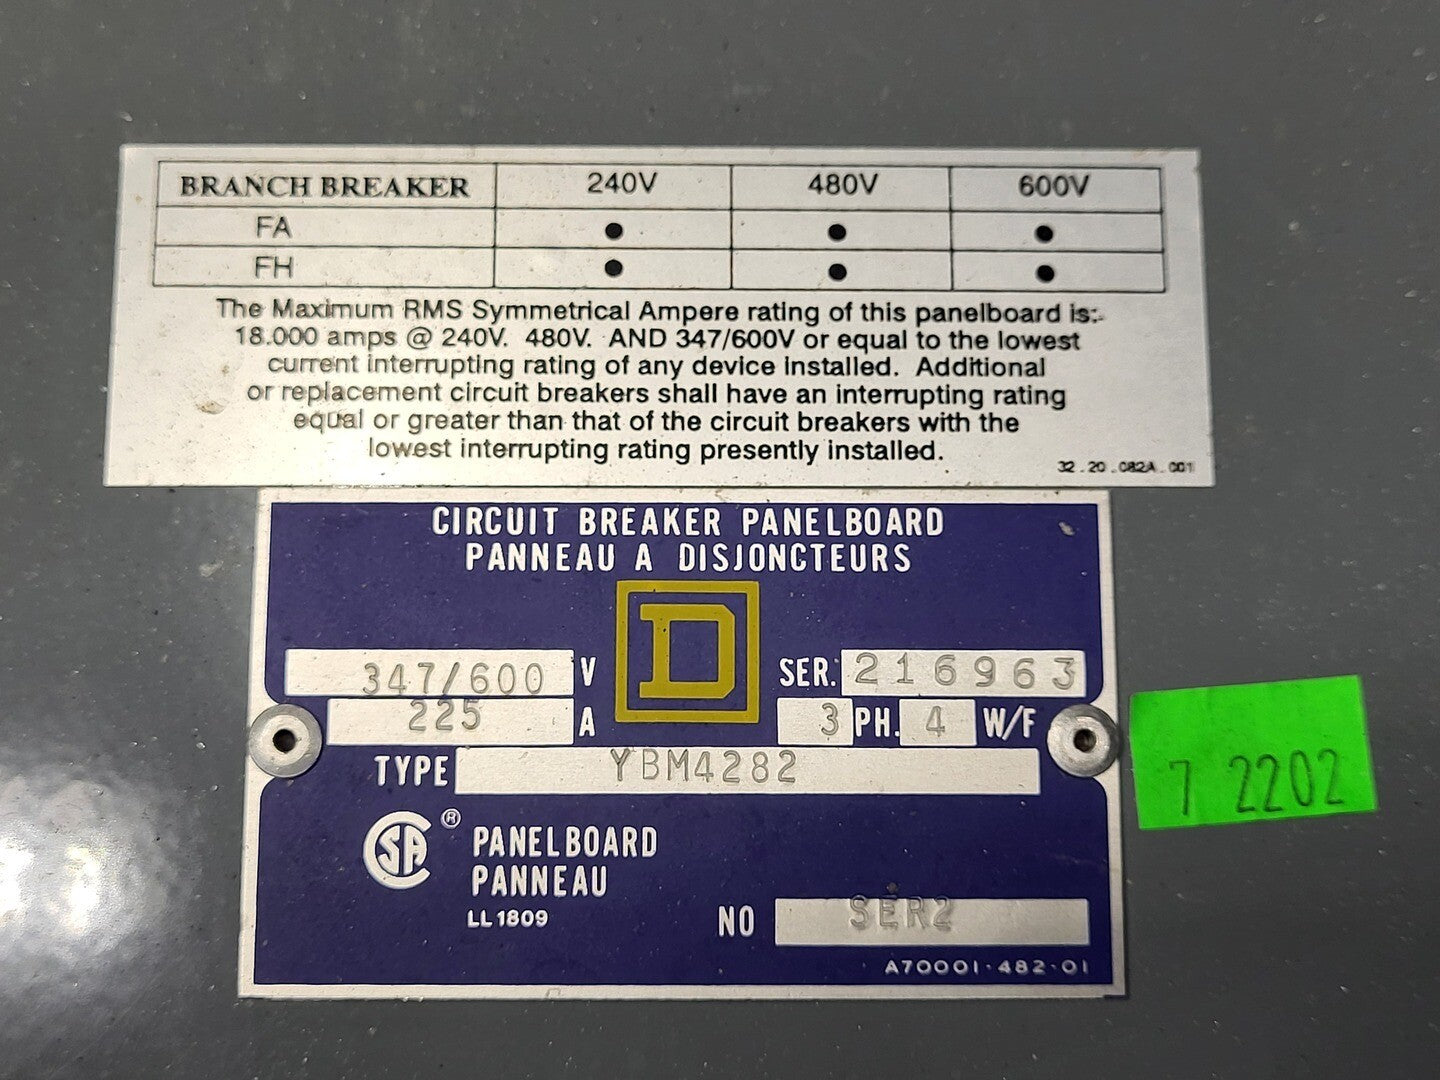 BRANCH BREAKER 240V 480V 600V
FA ● ● ●
FH ● ● ●
The Maximum RMS Symmetrical Ampere rating of this panelboard is:
18.000 amps @ 240V. 480V. AND 347/600V or equal to the lowest
current interrupting rating of any device installed. Additional
or replacement circuit breakers shall have an interrupting rating
equal or greater than that of the circuit breakers with the
lowest interrupting rating presently installed.
32.20.082A.001
CIRCUIT BREAKER PANELBOARD
PANNEAU A DISJONCTEURS
D
347/600 V SER. 216963
225 A 3 PH. 4 W/F
TYPE YBM4282
7 2202
CSA ® PANELBOARD
PANNEAU
LL1809
NO SER2
A70001-482-01